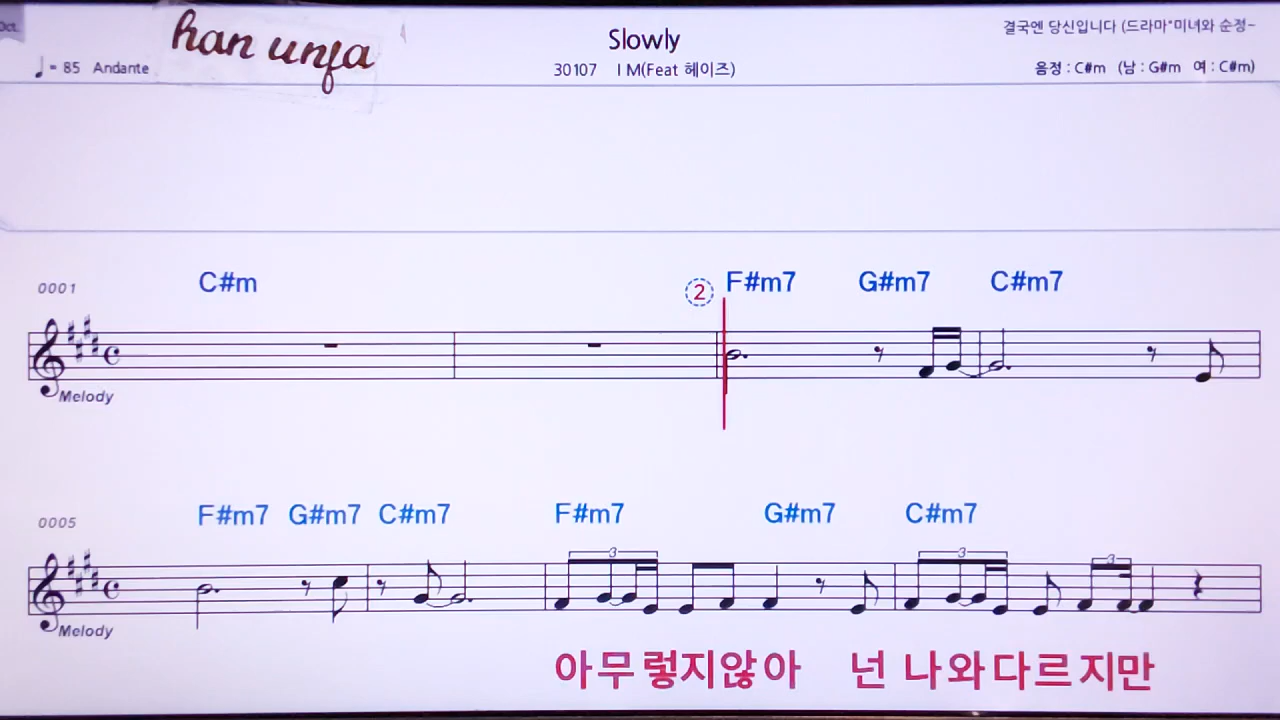 Oct.
han unfa
Slowly
결국엔 당신입니다 (드라마"미녀와 순정~
♩= 85 Andante
30107 I M(Feat 헤이즈)
음정 : C#m (남 : G#m 여 : C#m)
0001 C#m ② F#m7 G#m7 C#m7
Melody
0005 F#m7 G#m7 C#m7 F#m7 G#m7 C#m7
3 3 3
Melody
아무렇지않아 넌 나와다르지만